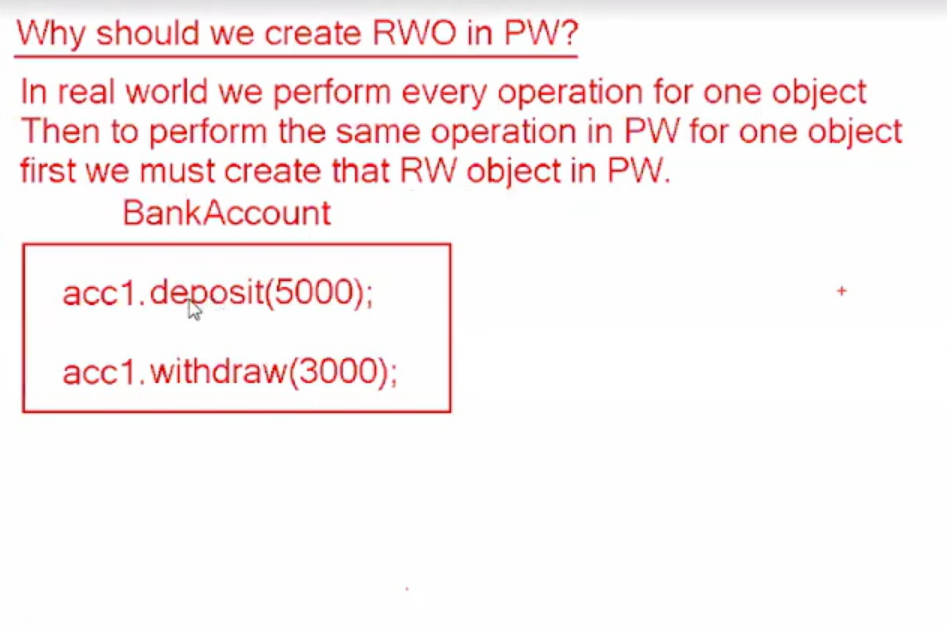 Why should we create RWO in PW?
In real world we perform every operation for one object
Then to perform the same operation in PW for one object
first we must create that RW object in PW.
BankAccount
acc1.deposit(5000);
acc1.withdraw(3000);